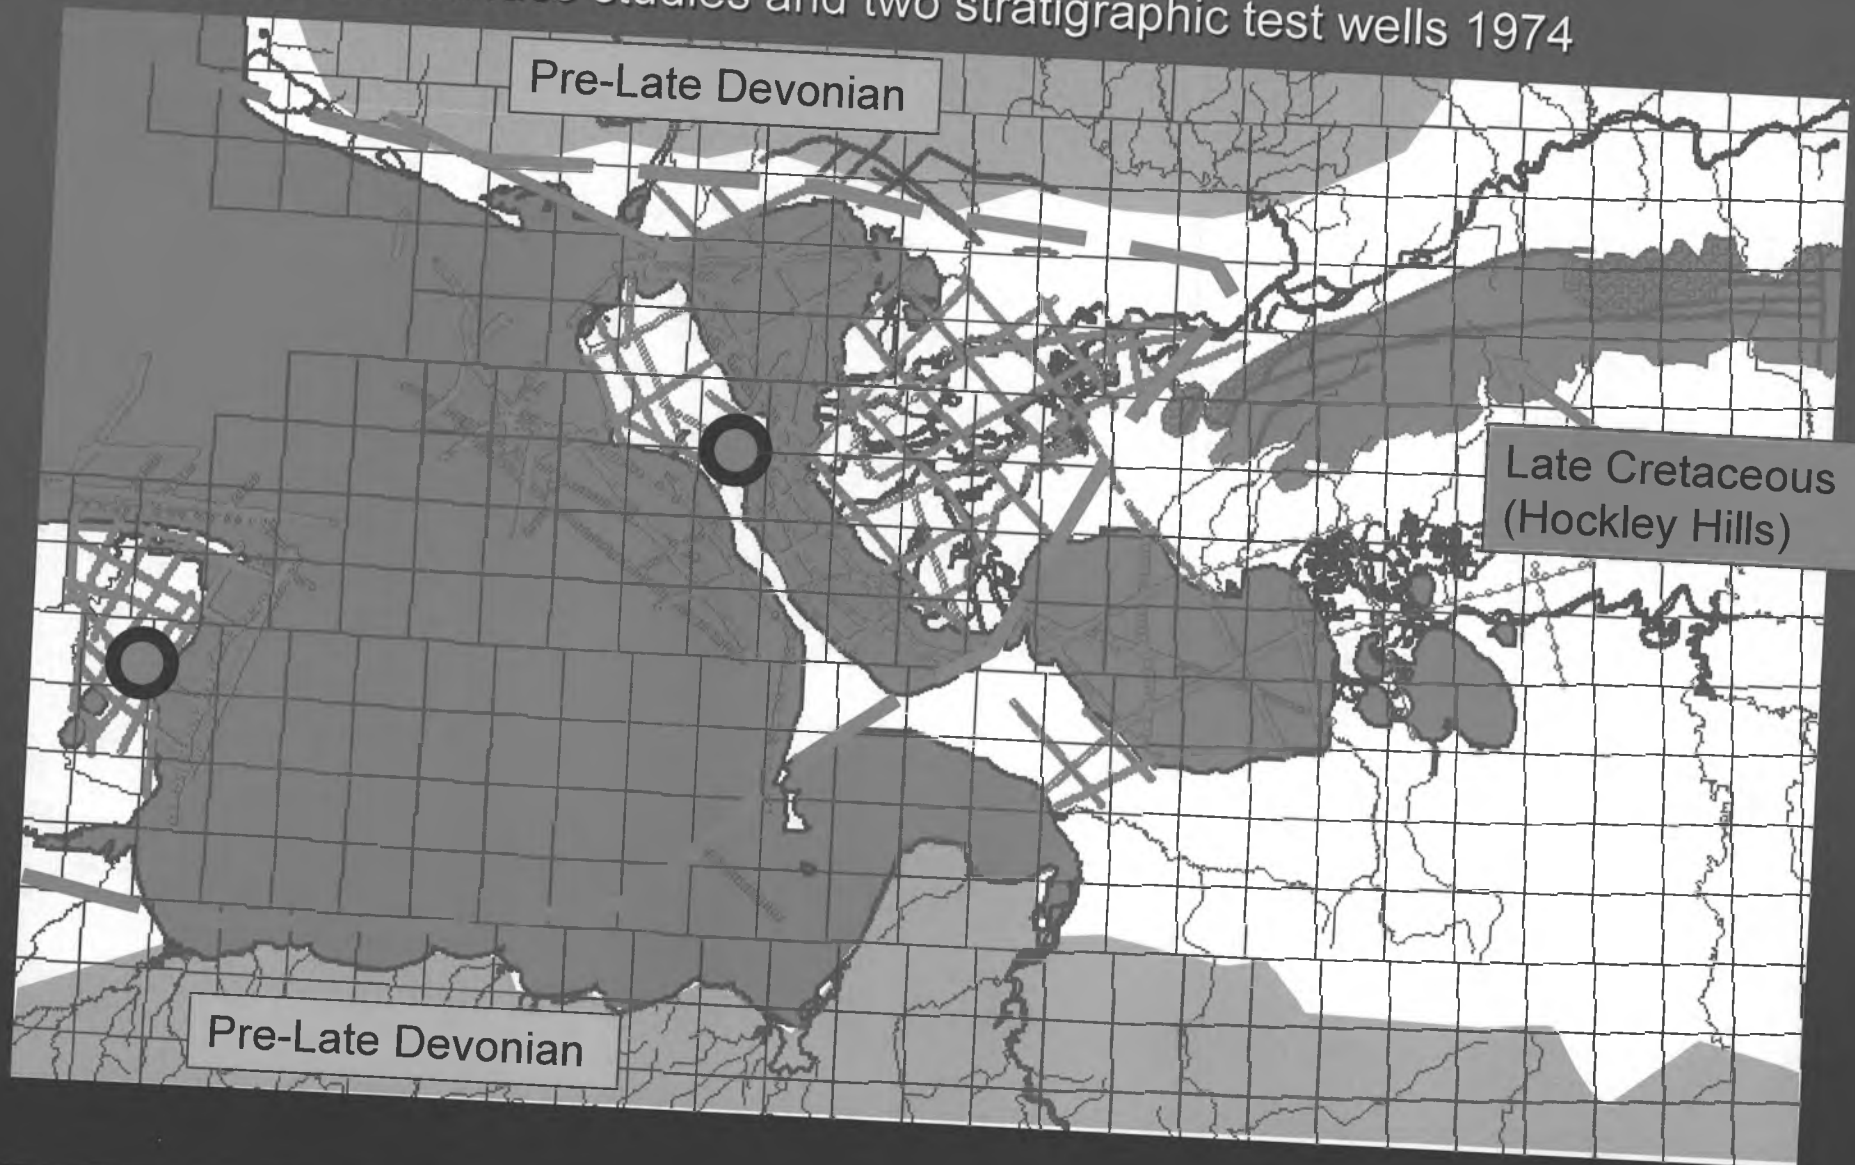 studies and two stratigraphic test wells 1974
Pre-Late Devonian
Late Cretaceous
(Hockley Hills)
Pre-Late Devonian